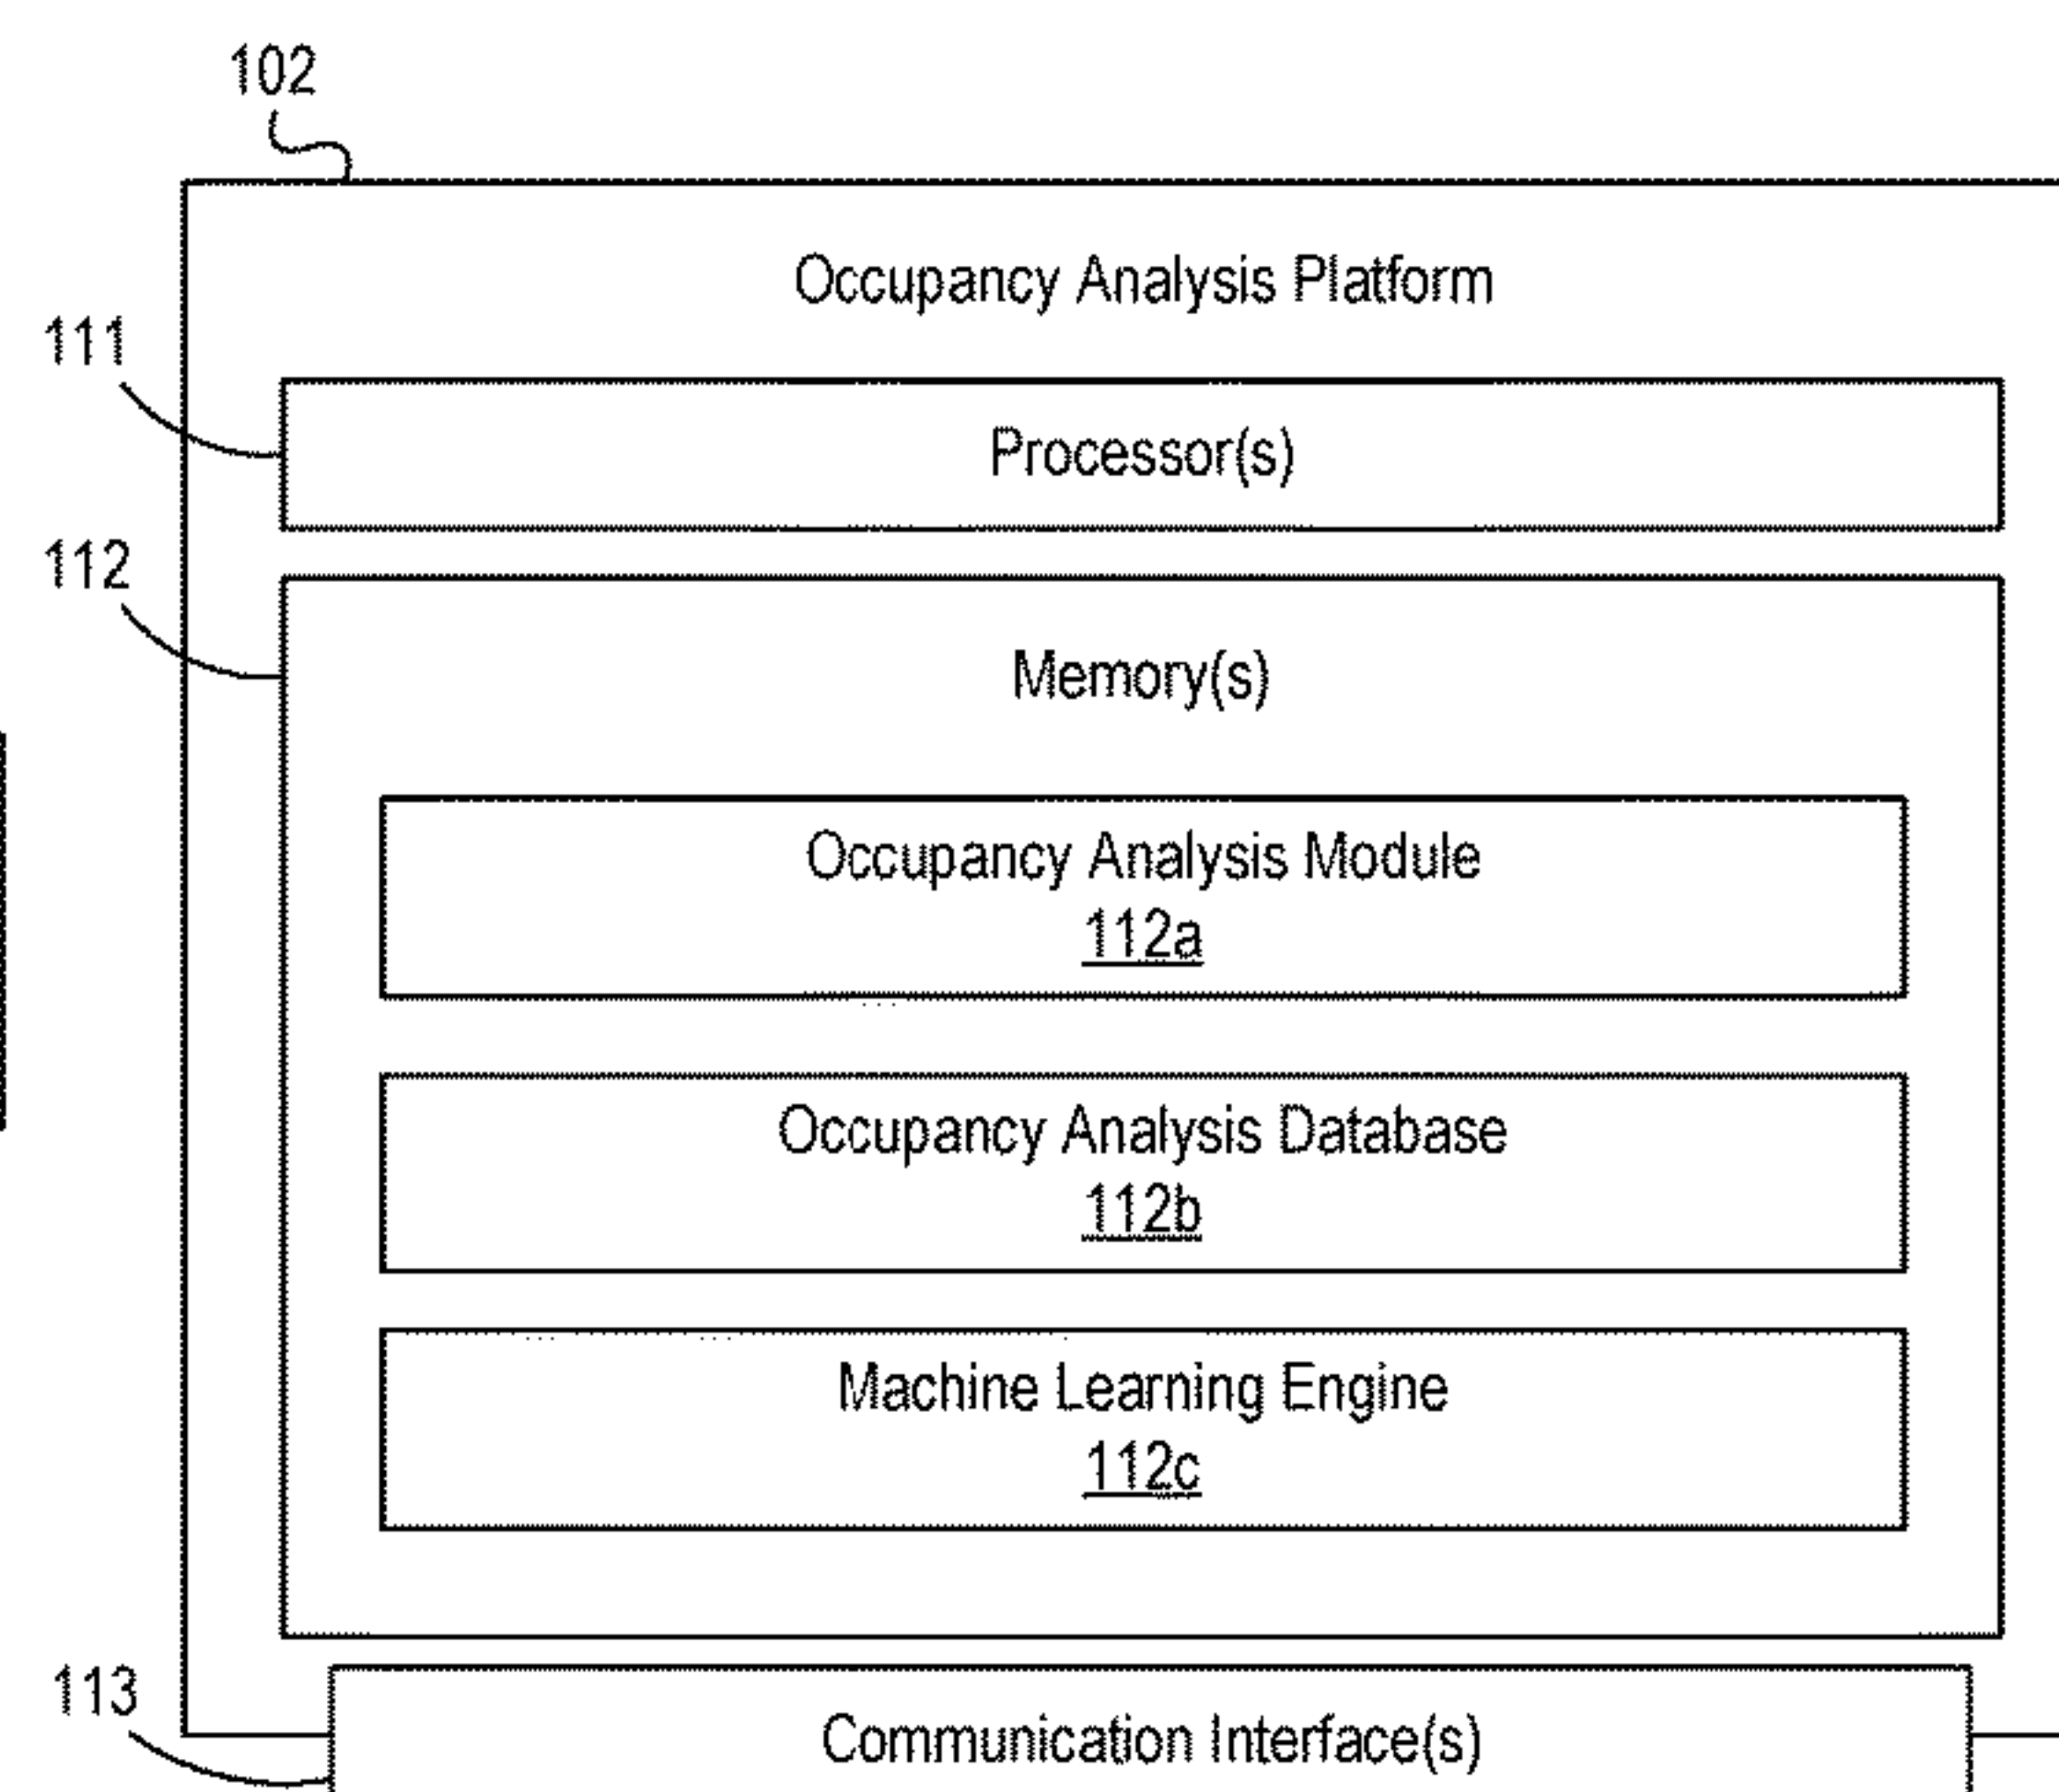 102
Occupancy Analysis Platform
111
Processor(s)
112
Memory(s)
Occupancy Analysis Module
112a
Occupancy Analysis Database
112b
Machine Learning Engine
112c
113
Communication Interface(s)